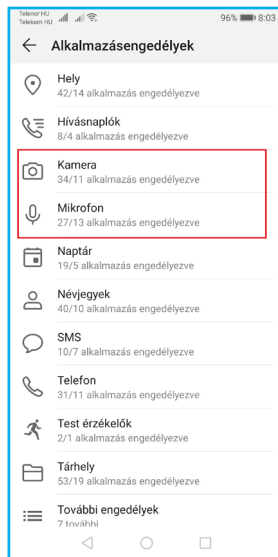 Telenor HU
Telekom HU
96% 8:03
Alkalmazásengedélyek
Hely
42/14 alkalmazás engedélyezve
Hívásnaplók
8/4 alkalmazás engedélyezve
Kamera
34/11 alkalmazás engedélyezve
Mikrofon
27/13 alkalmazás engedélyezve
Naptár
19/5 alkalmazás engedélyezve
Névjegyek
40/10 alkalmazás engedélyezve
SMS
10/7 alkalmazás engedélyezve
Telefon
31/11 alkalmazás engedélyezve
Test érzékelők
2/1 alkalmazás engedélyezve
Tárhely
53/19 alkalmazás engedélyezve
További engedélyek
7 további